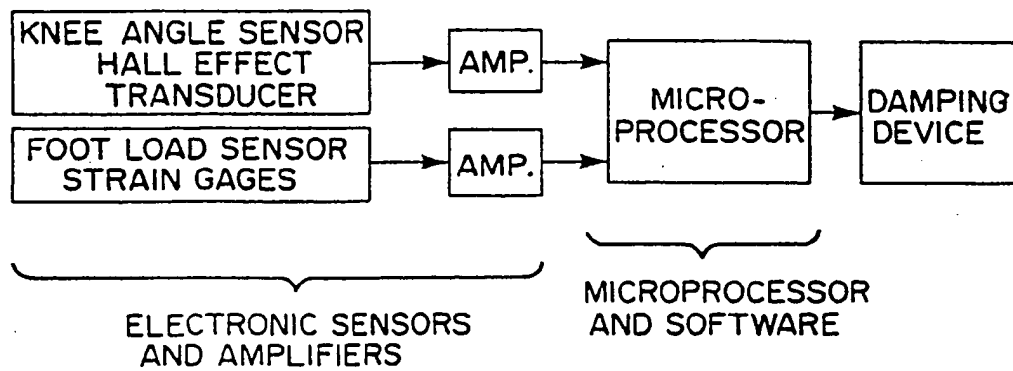 KNEE ANGLE SENSOR
HALL EFFECT
TRANSDUCER
AMP.
FOOT LOAD SENSOR
STRAIN GAGES
AMP.
MICRO-
PROCESSOR
DAMPING
DEVICE
ELECTRONIC SENSORS
AND AMPLIFIERS
MICROPROCESSOR
AND SOFTWARE